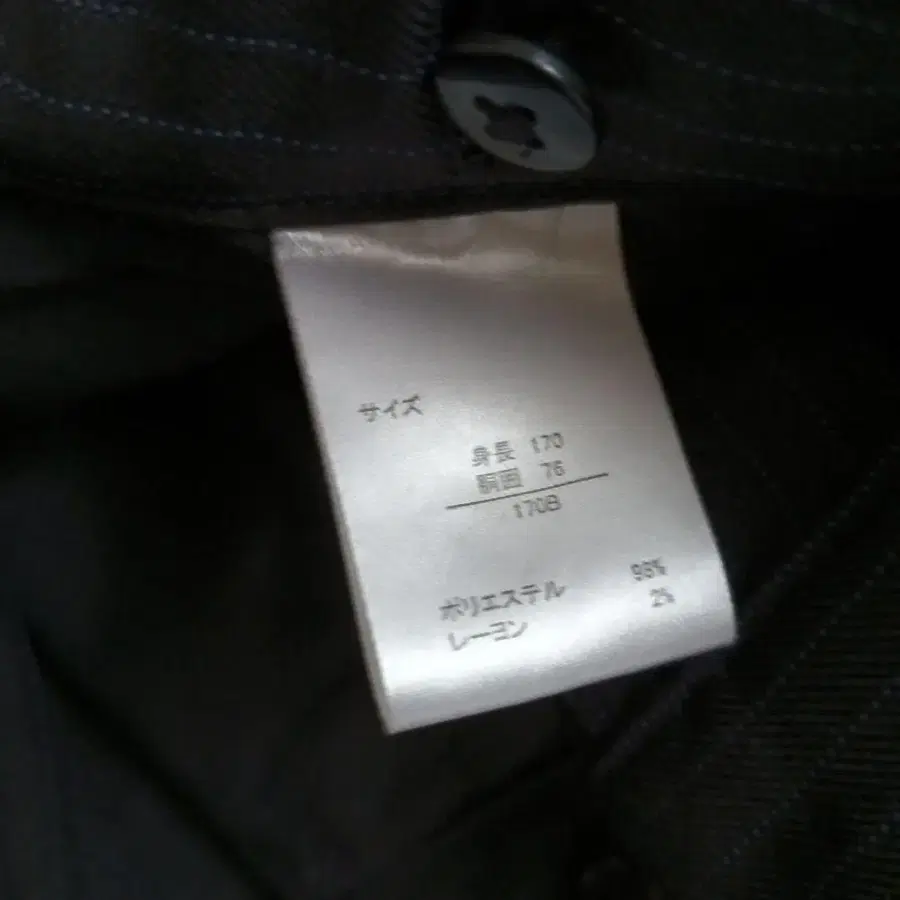 サイズ
身長 170
胴囲 76
170B
ポリエステル 98%
レーヨン 2%